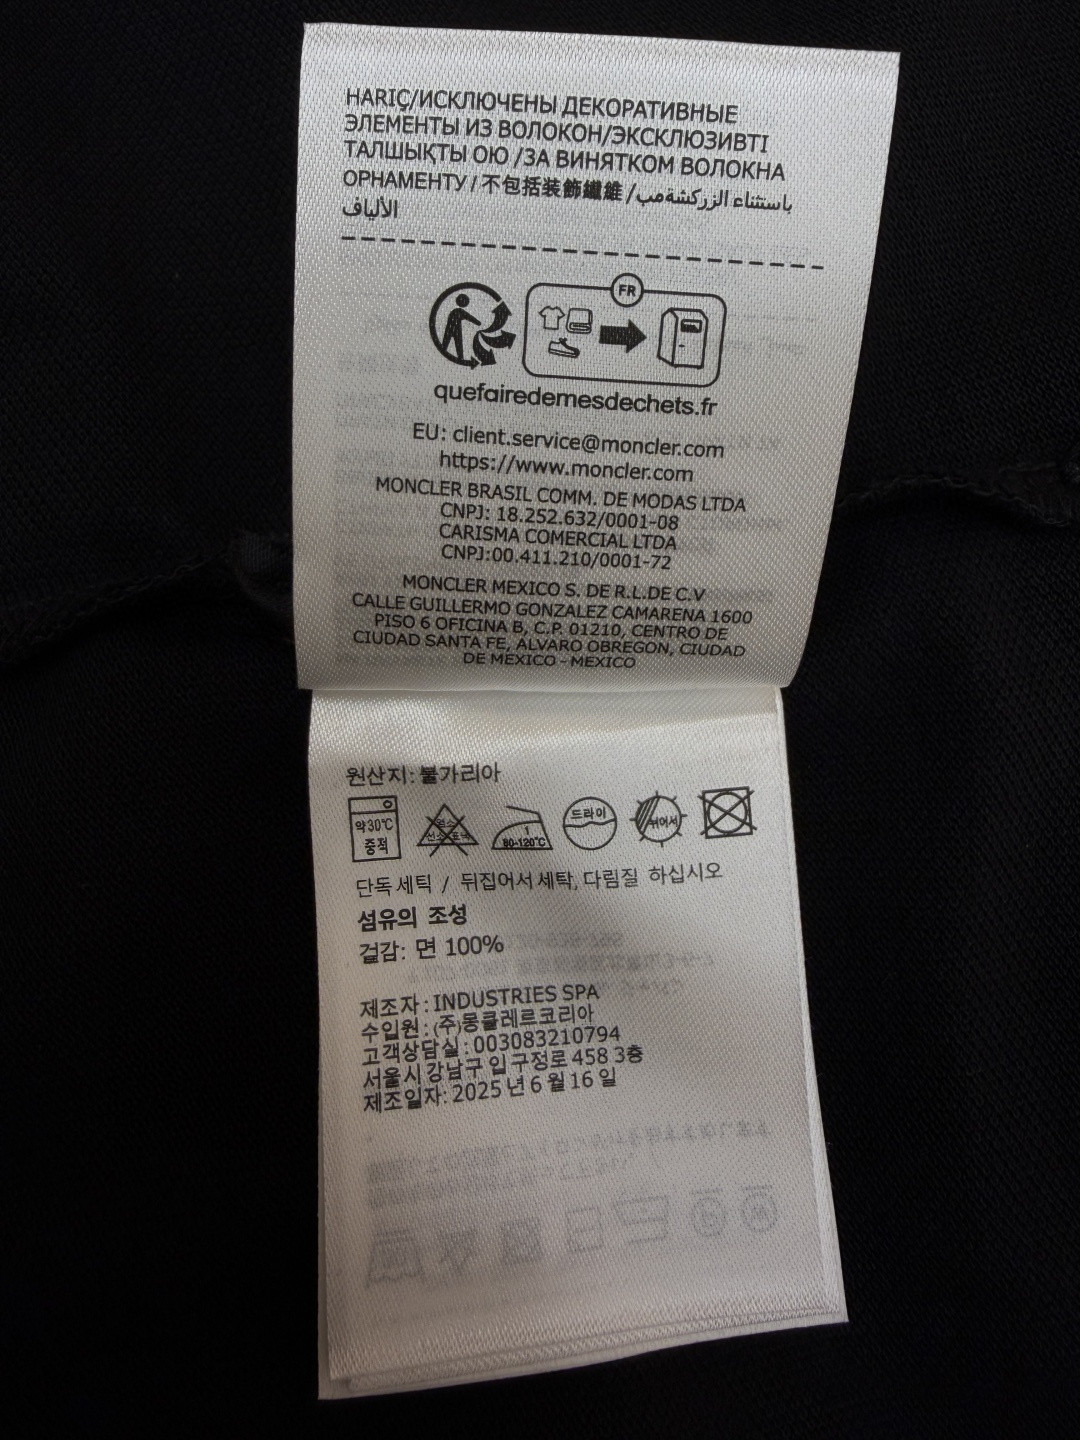 HARIÇ/ИСКЛЮЧЕНЫ ДЕКОРАТИВНЫЕ
ЭЛЕМЕНТЫ ИЗ ВОЛОКОН/ЭКСКЛЮЗИВТІ
ТАЛШЫҚТЫ ОЮ /ЗА ВИНЯТКОМ ВОЛОКНА
ОРНАМЕНТУ / 不包括装飾纖維 / باستثناء الزركشةمب
الألياف
FR
quefairedemesdechets.fr
EU: client.service@moncler.com
https://www.moncler.com
MONCLER BRASIL COMM. DE MODAS LTDA
CNPJ: 18.252.632/0001-08
CARISMA COMERCIAL LTDA
CNPJ:00.411.210/0001-72
MONCLER MEXICO S. DE R.L.DE C.V
CALLE GUILLERMO GONZALEZ CAMARENA 1600
PISO 6 OFICINA B, C.P. 01210, CENTRO DE
CIUDAD SANTA FE, ALVARO OBREGON, CIUDAD
DE MEXICO - MEXICO
원산지: 불가리아
약30℃
중적
1
80-120℃
드라이
뉘어서
단독 세틱 / 뒤집어서 세탁, 다림질 하십시오
섬유의 조성
겉감: 면 100%
제조자 : INDUSTRIES SPA
수입원 : (주)몽클레르코리아
고객상담실 : 003083210794
서울시 강남구 입구정로 458 3층
제조일자: 2025 년 6 월 16 일